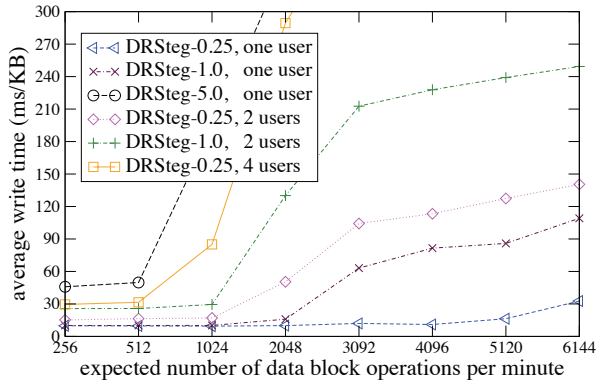 300
270
240
210
180
150
120
90
60
30
0
average write time (ms/KB)
DRSteg-0.25, one user
DRSteg-1.0, one user
DRSteg-5.0, one user
DRSteg-0.25, 2 users
DRSteg-1.0, 2 users
DRSteg-0.25, 4 users
256 512 1024 2048 3092 4096 5120 6144
expected number of data block operations per minute